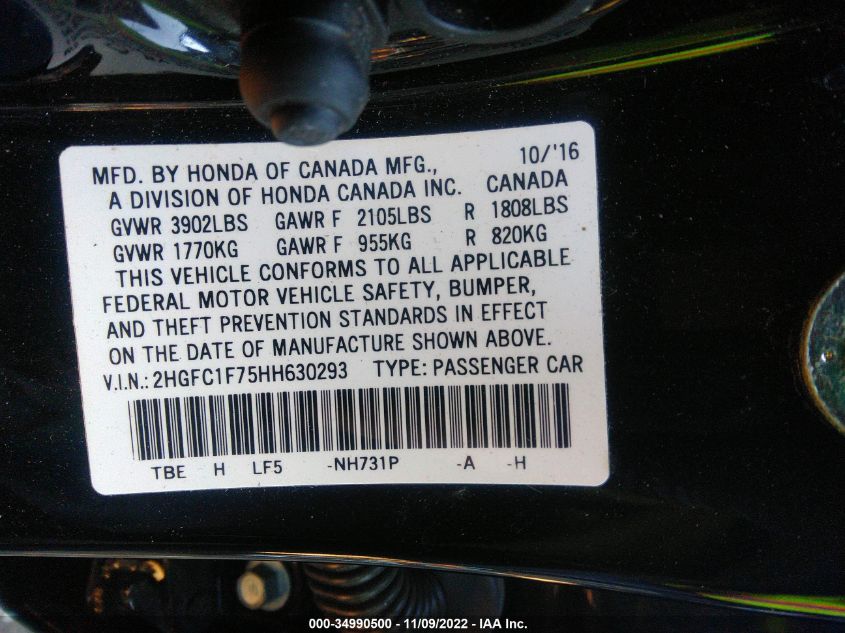 MFD. BY HONDA OF CANADA MFG., 10/'16
A DIVISION OF HONDA CANADA INC. CANADA
GVWR 3902LBS GAWR F 2105LBS R 1808LBS
GVWR 1770KG GAWR F 955KG R 820KG
THIS VEHICLE CONFORMS TO ALL APPLICABLE
FEDERAL MOTOR VEHICLE SAFETY, BUMPER,
AND THEFT PREVENTION STANDARDS IN EFFECT
ON THE DATE OF MANUFACTURE SHOWN ABOVE.
V.I.N.: 2HGFC1F75HH630293 TYPE: PASSENGER CAR
TBE H LF5 -NH731P -A -H
000-34990500 - 11/09/2022 - IAA Inc.